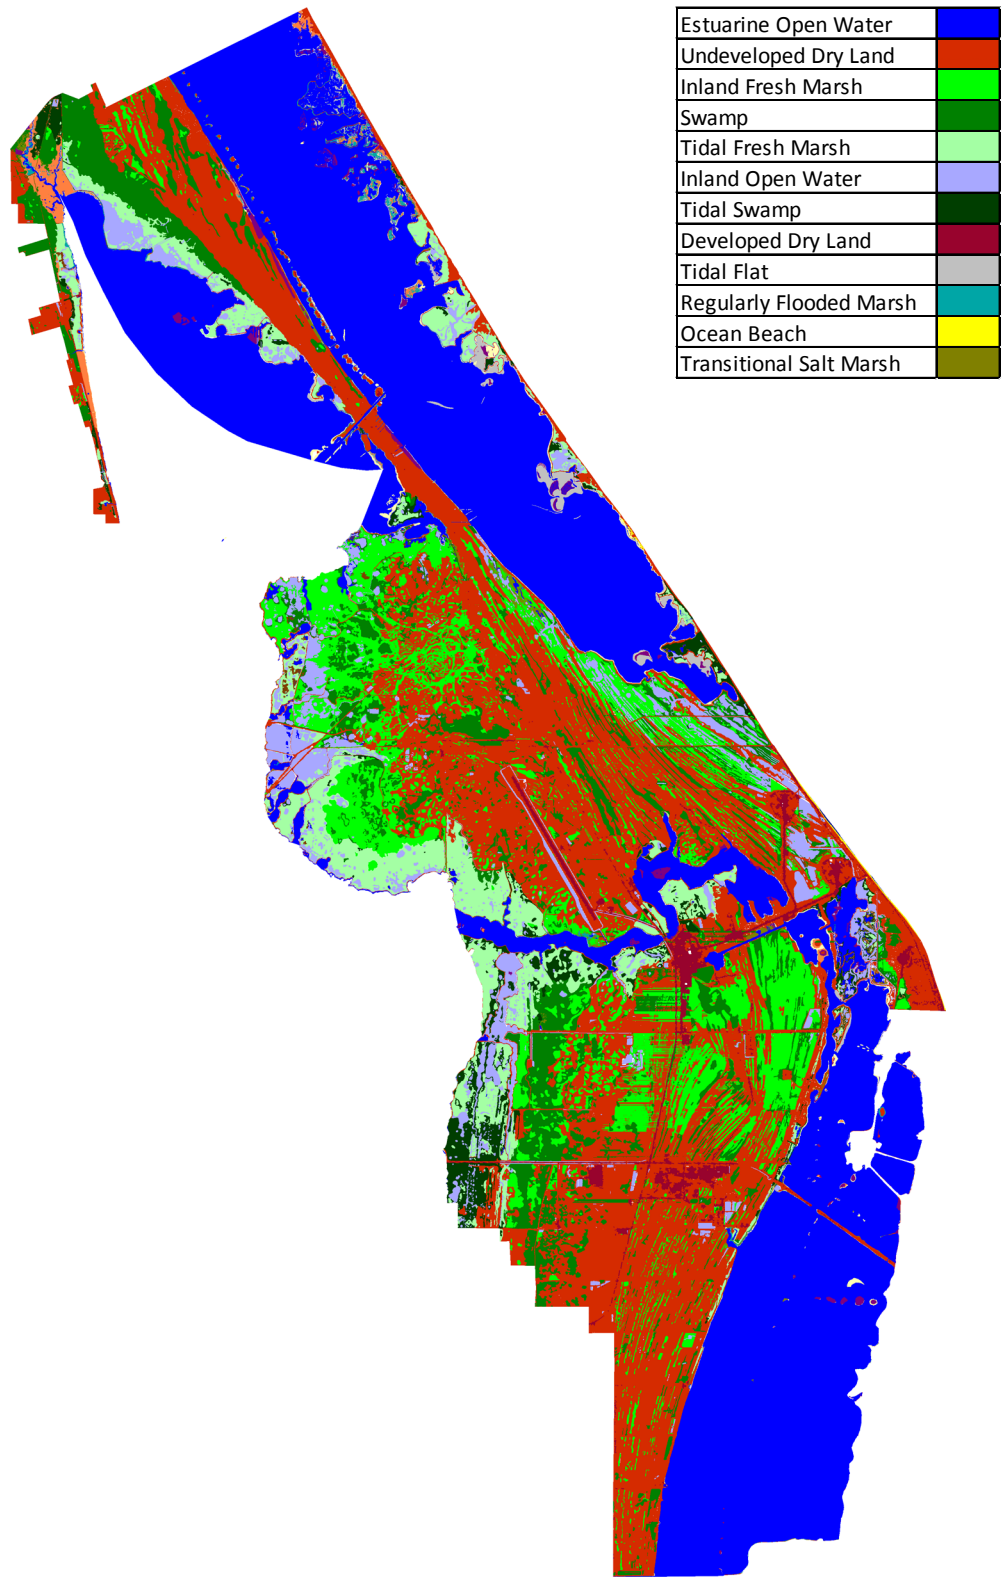 Estuarine Open Water
Undeveloped Dry Land
Inland Fresh Marsh
Swamp
Tidal Fresh Marsh
Inland Open Water
Tidal Swamp
Developed Dry Land
Tidal Flat
Regularly Flooded Marsh
Ocean Beach
Transitional Salt Marsh